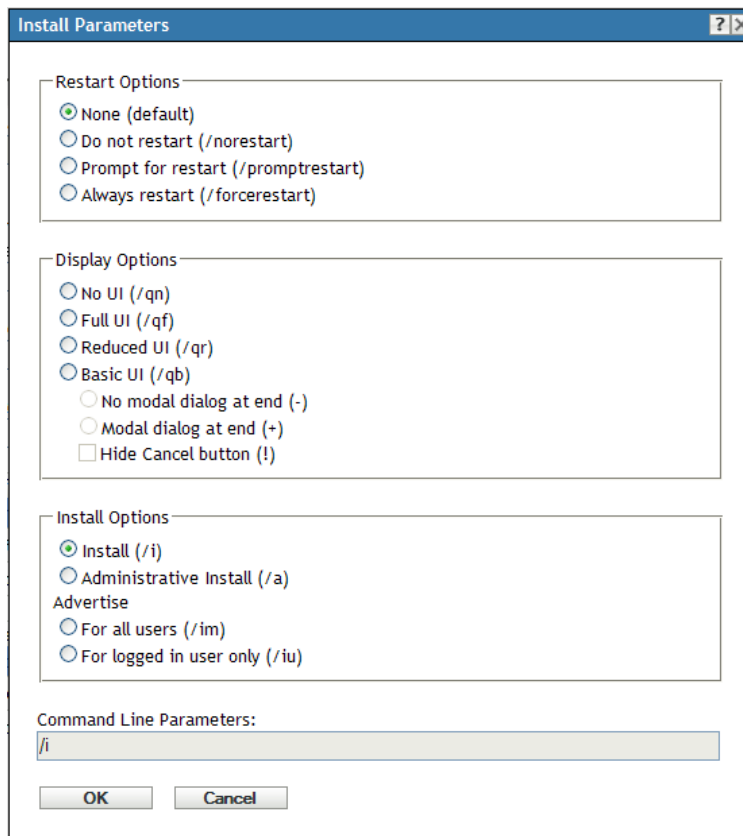 Install Parameters
Restart Options
None (default)
Do not restart (/norestart)
Prompt for restart (/promptrestart)
Always restart (/forcerestart)
Display Options
No UI (/qn)
Full UI (/qf)
Reduced UI (/qr)
Basic UI (/qb)
No modal dialog at end (-)
Modal dialog at end (+)
Hide Cancel button (!)
Install Options
Install (/i)
Administrative Install (/a)
Advertise
For all users (/im)
For logged in user only (/iu)
Command Line Parameters:
/i
OK Cancel